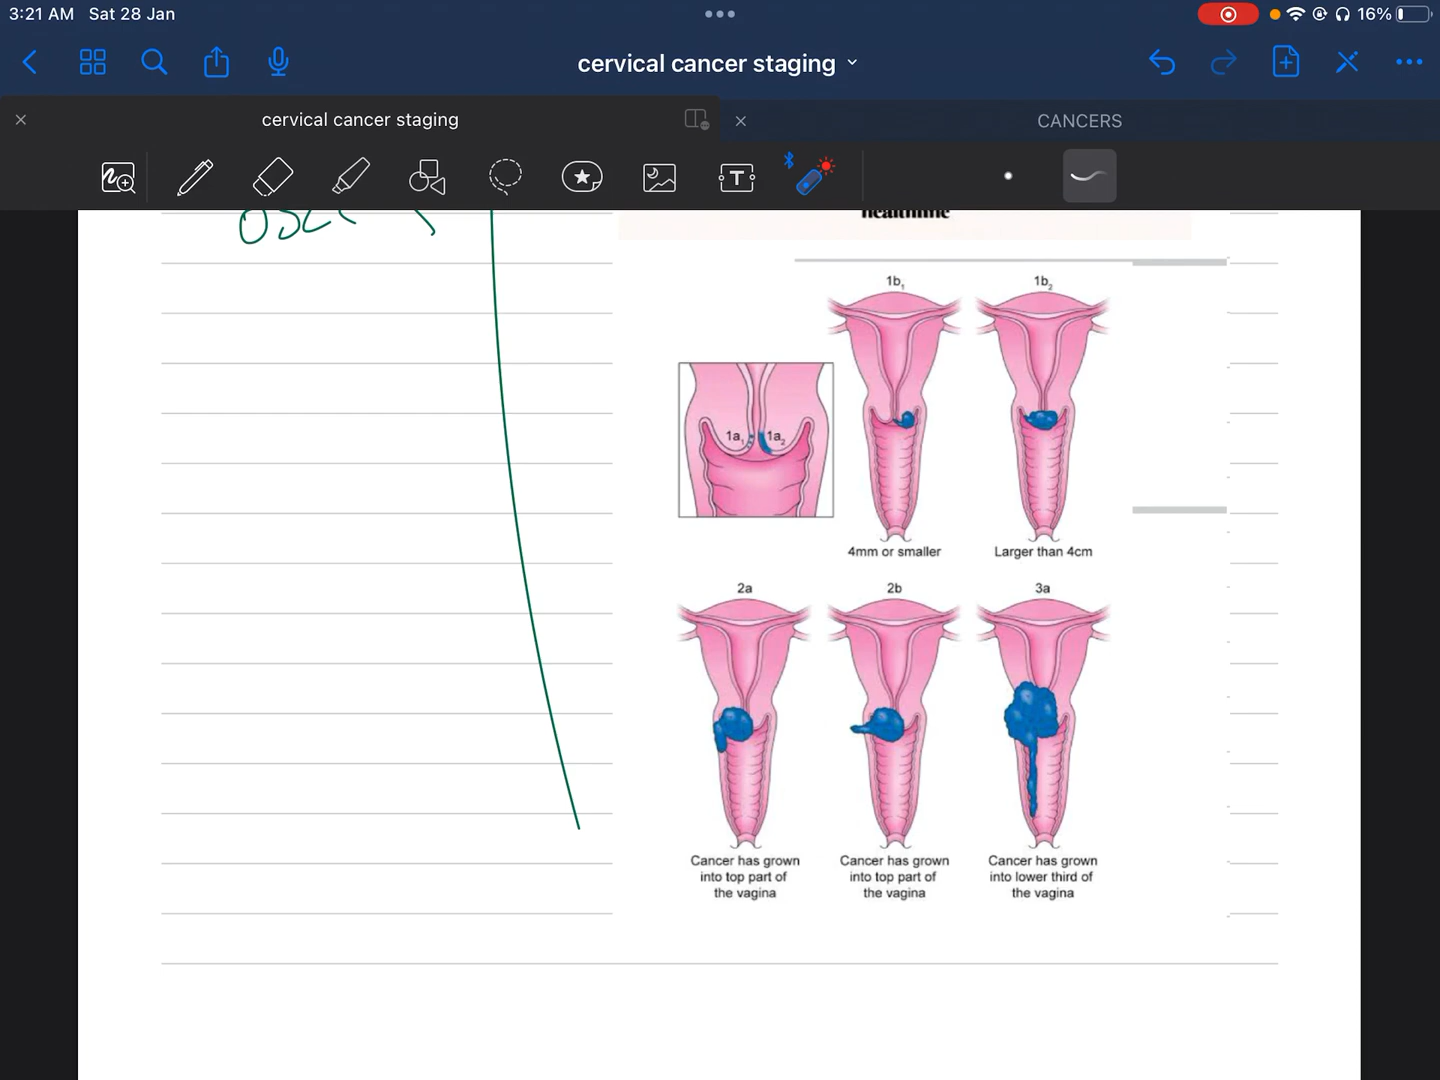 3:21 AM Sat 28 Jan
16%
cervical cancer staging
cervical cancer staging
CANCERS
T
healthline
1b1
1b2
1a1
1a2
4mm or smaller
Larger than 4cm
2a
2b
3a
Cancer has grown
into top part of
the vagina
Cancer has grown
into top part of
the vagina
Cancer has grown
into lower third of
the vagina